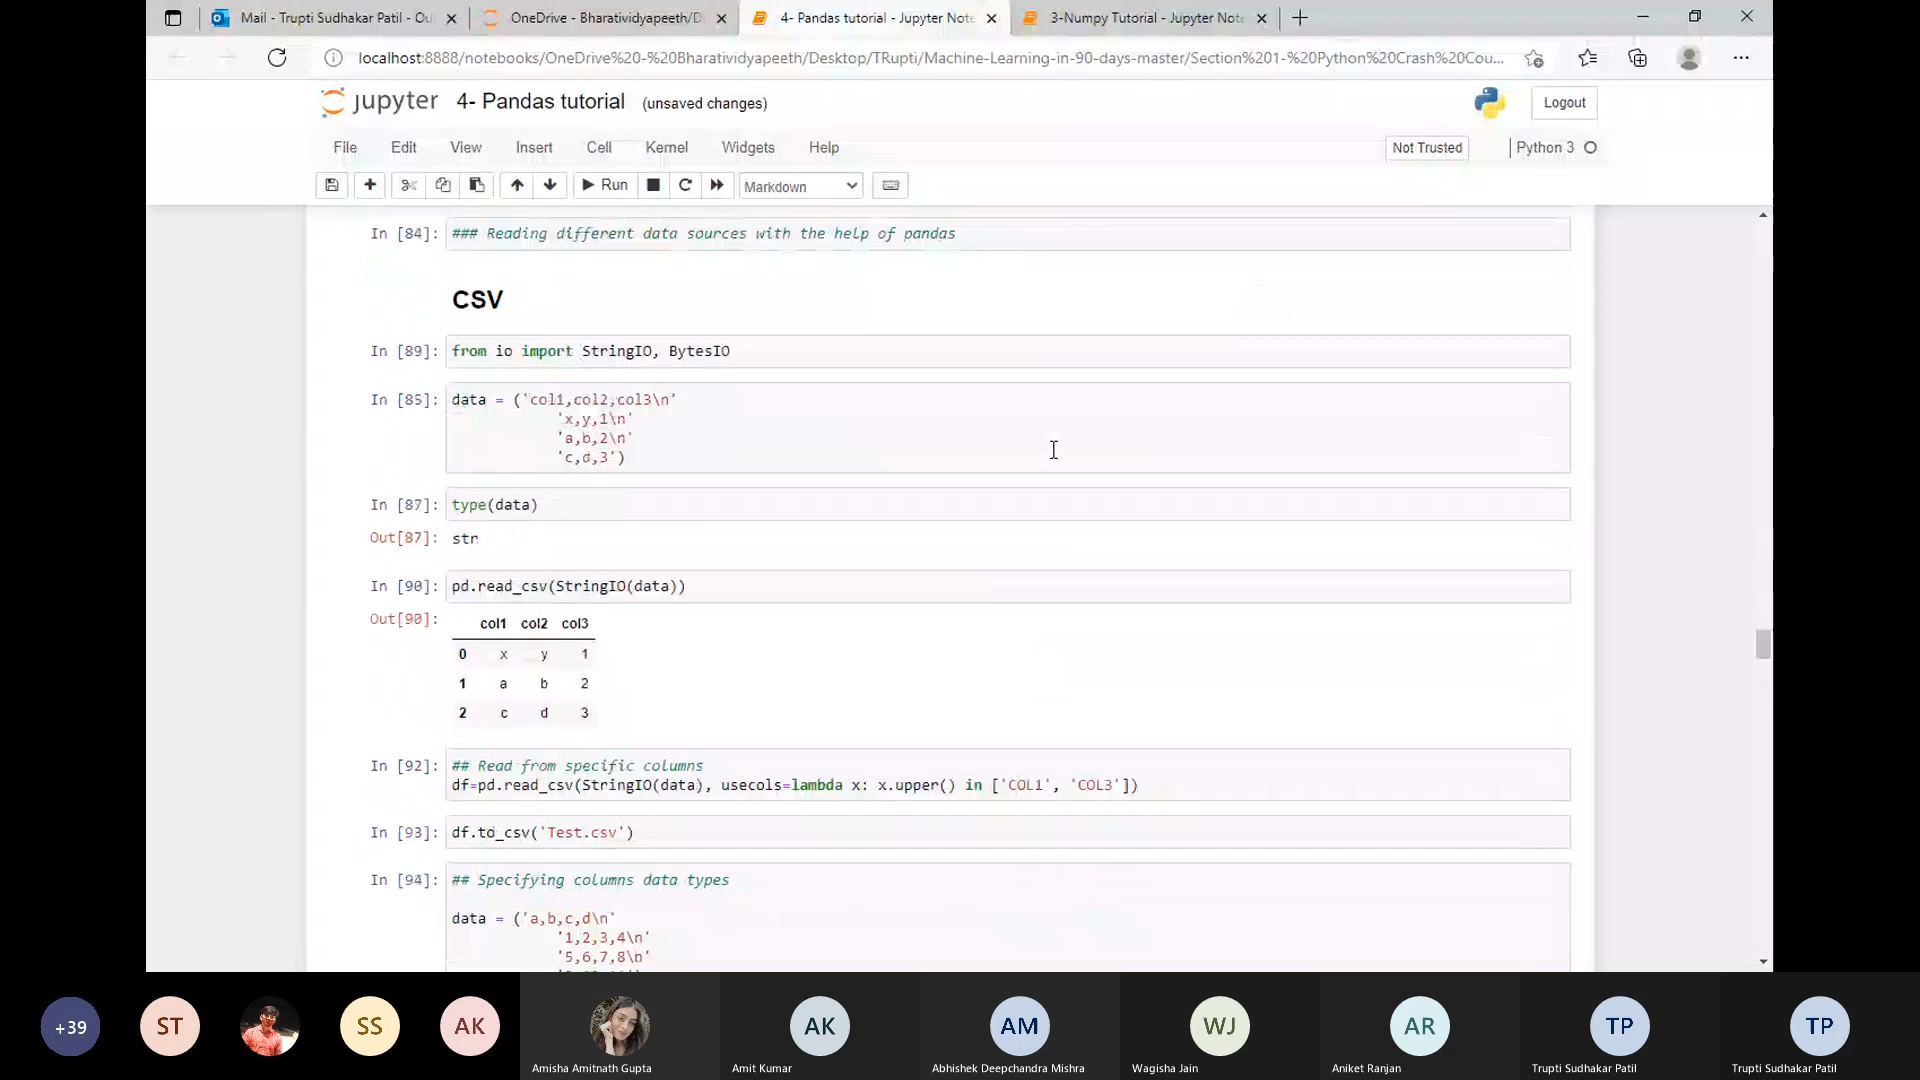 Mail - Trupti Sudhakar Patil - Ou
OneDrive - Bharatividyapeeth/D
4- Pandas tutorial - Jupyter Note
3-Numpy Tutorial - Jupyter Note
localhost:8888/notebooks/OneDrive%20-%20Bharatividyapeeth/Desktop/TRupti/Machine-Learning-in-90-days-master/Section%201-%20Python%20Crash%20Cou...
jupyter 4- Pandas tutorial (unsaved changes)
Logout
File Edit View Insert Cell Kernel Widgets Help
Not Trusted
Python 3
Run
Markdown
In [84]: ### Reading different data sources with the help of pandas
CSV
In [89]: from io import StringIO, BytesIO
In [85]: data = ('col1,col2,col3\n'
'x,y,1\n'
'a,b,2\n'
'c,d,3')
In [87]: type(data)
Out[87]: str
In [90]: pd.read_csv(StringIO(data))
Out[90]:
col1 col2 col3
0 x y 1
1 a b 2
2 c d 3
In [92]: ## Read from specific columns
df=pd.read_csv(StringIO(data), usecols=lambda x: x.upper() in ['COL1', 'COL3'])
In [93]: df.to_csv('Test.csv')
In [94]: ## Specifying columns data types
data = ('a,b,c,d\n'
'1,2,3,4\n'
'5,6,7,8\n'
+39
ST
SS
AK
Amisha Amitnath Gupta
AK
Amit Kumar
AM
Abhishek Deepchandra Mishra
WJ
Wagisha Jain
AR
Aniket Ranjan
TP
Trupti Sudhakar Patil
TP
Trupti Sudhakar Patil